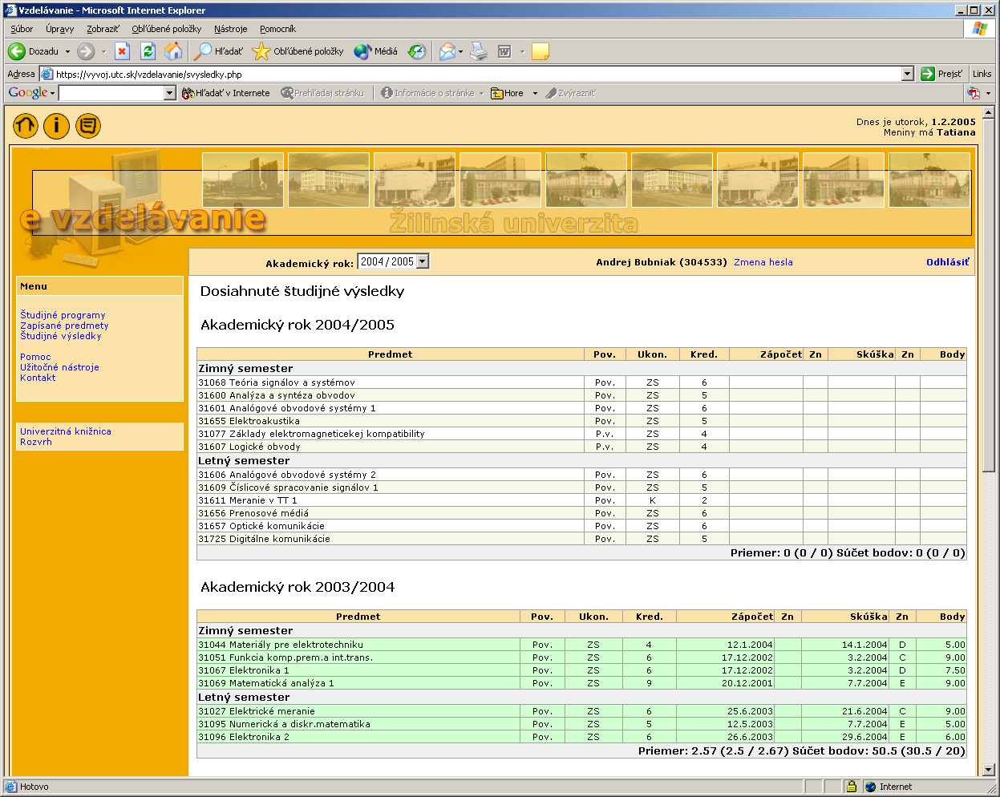 Vzdelávanie - Microsoft Internet Explorer
Súbor Úpravy Zobraziť Obľúbené položky Nástroje Pomocník
Dozadu Hľadať Obľúbené položky Médiá
Adresa https://vyvoj.utc.sk/vzdelavanie/svysledky.php Prejsť Links
Google Hľadať v Internete Prehľadaj stránku Informácie o stránke Hore Zvýrazniť
Dnes je utorok, 1.2.2005
Meniny má Tatiana
e vzdelávanie
Žilinská univerzita
Akademický rok: 2004 / 2005 Andrej Bubniak (304533) Zmena hesla Odhlásiť
Menu
Študijné programy
Zapísané predmety
Študijné výsledky
Pomoc
Užitočné nástroje
Kontakt
Univerzitná knižnica
Rozvrh
Dosiahnuté študijné výsledky
Akademický rok 2004/2005
Predmet Pov. Ukon. Kred. Zápočet Zn Skúška Zn Body
Zimný semester
31068 Teória signálov a systémov Pov. ZS 6
31600 Analýza a syntéza obvodov Pov. ZS 5
31601 Analógové obvodové systémy 1 Pov. ZS 6
31655 Elektroakustika Pov. ZS 5
31077 Základy elektromagneticekej kompatibility P.v. ZS 4
31607 Logické obvody P.v. ZS 4
Letný semester
31606 Analógové obvodové systémy 2 Pov. ZS 6
31609 Číslicové spracovanie signálov 1 Pov. ZS 5
31611 Meranie v TT 1 Pov. K 2
31656 Prenosové médiá Pov. ZS 6
31657 Optické komunikácie Pov. ZS 6
31725 Digitálne komunikácie Pov. ZS 5
Priemer: 0 (0 / 0) Súčet bodov: 0 (0 / 0)
Akademický rok 2003/2004
Predmet Pov. Ukon. Kred. Zápočet Zn Skúška Zn Body
Zimný semester
31044 Materiály pre elektrotechniku Pov. ZS 4 12.1.2004 14.1.2004 D 5.00
31051 Funkcia komp.prem.a int.trans. Pov. ZS 6 17.12.2002 3.2.2004 C 9.00
31067 Elektronika 1 Pov. ZS 6 17.12.2002 3.2.2004 D 7.50
31069 Matematická analýza 1 Pov. ZS 9 20.12.2001 7.7.2004 E 9.00
Letný semester
31027 Elektrické meranie Pov. ZS 6 25.6.2003 21.6.2004 C 9.00
31095 Numerická a diskr.matematika Pov. ZS 5 12.5.2003 7.7.2004 E 5.00
31096 Elektronika 2 Pov. ZS 6 26.6.2003 29.6.2004 E 6.00
Priemer: 2.57 (2.5 / 2.67) Súčet bodov: 50.5 (30.5 / 20)
Hotovo Internet